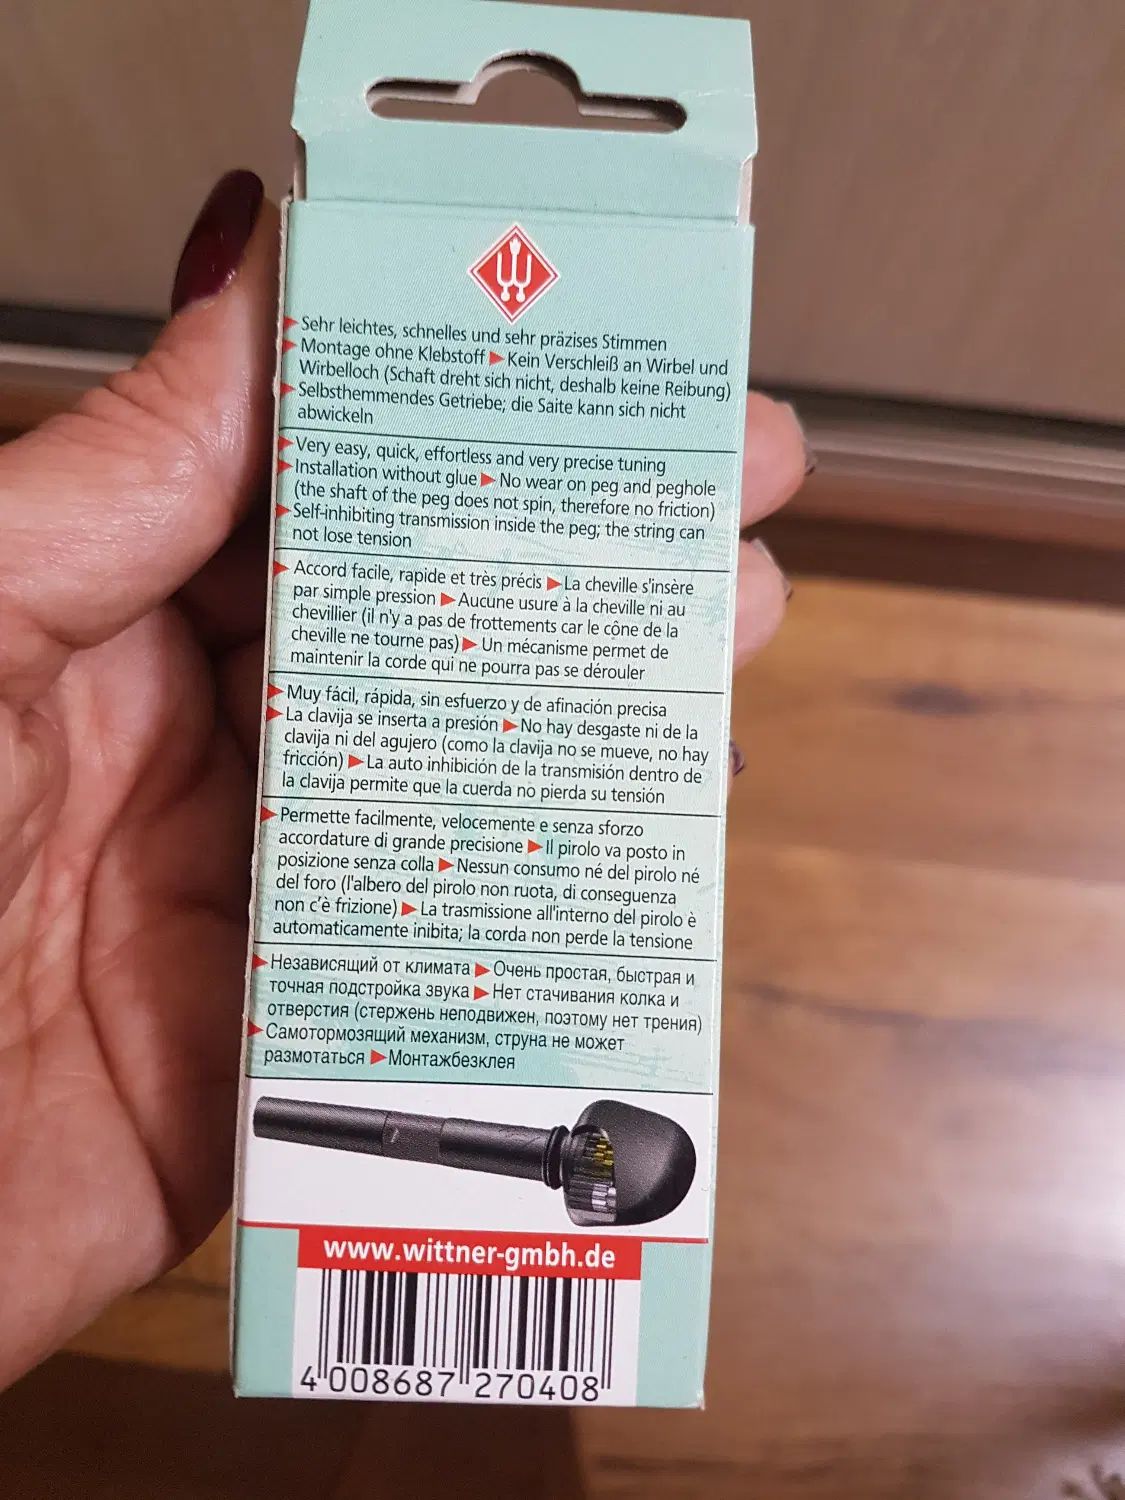 ▶ Sehr leichtes, schnelles und sehr präzises Stimmen
▶ Montage ohne Klebstoff ▶ Kein Verschleiß an Wirbel und
Wirbelloch (Schaft dreht sich nicht, deshalb keine Reibung)
▶ Selbsthemmendes Getriebe; die Saite kann sich nicht
abwickeln
▶ Very easy, quick, effortless and very precise tuning
▶ Installation without glue ▶ No wear on peg and peghole
(the shaft of the peg does not spin, therefore no friction)
▶ Self-inhibiting transmission inside the peg; the string can
not lose tension
▶ Accord facile, rapide et très précis ▶ La cheville s'insère
par simple pression ▶ Aucune usure à la cheville ni au
chevillier (il n'y a pas de frottements car le cône de la
cheville ne tourne pas) ▶ Un mécanisme permet de
maintenir la corde qui ne pourra pas se dérouler
▶ Muy fácil, rápida, sin esfuerzo y de afinación precisa
▶ La clavija se inserta a presión ▶ No hay desgaste ni de la
clavija ni del agujero (como la clavija no se mueve, no hay
fricción) ▶ La auto inhibición de la transmisión dentro de
la clavija permite que la cuerda no pierda su tensión
▶ Permette facilmente, velocemente e senza sforzo
accordature di grande precisione ▶ Il pirolo va posto in
posizione senza colla ▶ Nessun consumo né del pirolo né
del foro (l'albero del pirolo non ruota, di conseguenza
non c'è frizione) ▶ La trasmissione all'interno del pirolo è
automaticamente inibita; la corda non perde la tensione
▶ Независящий от климата ▶ Очень простая, быстрая и
точная подстройка звука ▶ Нет стачивания колка и
отверстия (стержень неподвижен, поэтому нет трения)
▶ Самотормозящий механизм, струна не может
размотаться ▶ Монтажбезклея
www.wittner-gmbh.de
4 008687 270408